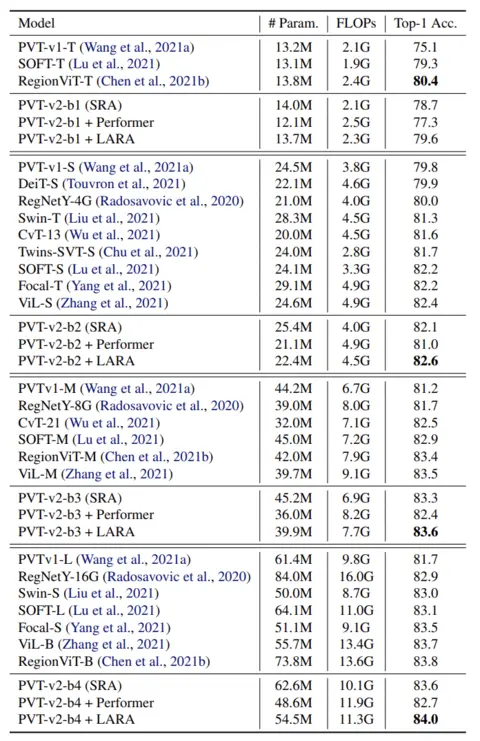 Model # Param. FLOPs Top-1 Acc.
PVT-v1-T (Wang et al., 2021a) 13.2M 2.1G 75.1
SOFT-T (Lu et al., 2021) 13.1M 1.9G 79.3
RegionViT-T (Chen et al., 2021b) 13.8M 2.4G 80.4
PVT-v2-b1 (SRA) 14.0M 2.1G 78.7
PVT-v2-b1 + Performer 12.1M 2.5G 77.3
PVT-v2-b1 + LARA 13.7M 2.3G 79.6
PVT-v1-S (Wang et al., 2021a) 24.5M 3.8G 79.8
DeiT-S (Touvron et al., 2021) 22.1M 4.6G 79.9
RegNetY-4G (Radosavovic et al., 2020) 21.0M 4.0G 80.0
Swin-T (Liu et al., 2021) 28.3M 4.5G 81.3
CvT-13 (Wu et al., 2021) 20.0M 4.5G 81.6
Twins-SVT-S (Chu et al., 2021) 24.0M 2.8G 81.7
SOFT-S (Lu et al., 2021) 24.1M 3.3G 82.2
Focal-T (Yang et al., 2021) 29.1M 4.9G 82.2
ViL-S (Zhang et al., 2021) 24.6M 4.9G 82.4
PVT-v2-b2 (SRA) 25.4M 4.0G 82.1
PVT-v2-b2 + Performer 21.1M 4.9G 81.0
PVT-v2-b2 + LARA 22.4M 4.5G 82.6
PVTv1-M (Wang et al., 2021a) 44.2M 6.7G 81.2
RegNetY-8G (Radosavovic et al., 2020) 39.0M 8.0G 81.7
CvT-21 (Wu et al., 2021) 32.0M 7.1G 82.5
SOFT-M (Lu et al., 2021) 45.0M 7.2G 82.9
RegionViT-M (Chen et al., 2021b) 42.0M 7.9G 83.4
ViL-M (Zhang et al., 2021) 39.7M 9.1G 83.5
PVT-v2-b3 (SRA) 45.2M 6.9G 83.3
PVT-v2-b3 + Performer 36.0M 8.2G 82.4
PVT-v2-b3 + LARA 39.9M 7.7G 83.6
PVTv1-L (Wang et al., 2021a) 61.4M 9.8G 81.7
RegNetY-16G (Radosavovic et al., 2020) 84.0M 16.0G 82.9
Swin-S (Liu et al., 2021) 50.0M 8.7G 83.0
SOFT-L (Lu et al., 2021) 64.1M 11.0G 83.1
Focal-S (Yang et al., 2021) 51.1M 9.1G 83.5
ViL-B (Zhang et al., 2021) 55.7M 13.4G 83.7
RegionViT-B (Chen et al., 2021b) 73.8M 13.6G 83.8
PVT-v2-b4 (SRA) 62.6M 10.1G 83.6
PVT-v2-b4 + Performer 48.6M 11.9G 82.7
PVT-v2-b4 + LARA 54.5M 11.3G 84.0